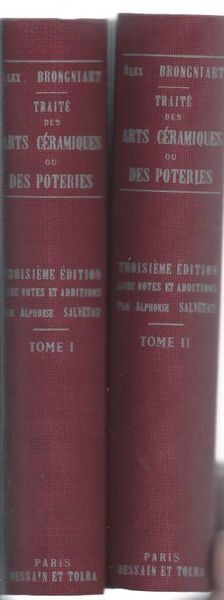 ALEX. BRONGNIART
TRAITÉ
DES
ARTS CÉRAMIQUES
OU
DES POTERIES
TROISIÈME ÉDITION
AVEC NOTES ET ADDITIONS
PAR ALPHONSE SALVÉTAT
TOME I
PARIS
DESSAIN ET TOLRA
ALEX BRONGNIART
TRAITÉ
DES
ARTS CÉRAMIQUES
OU
DES POTERIES
TROISIÈME ÉDITION
AVEC NOTES ET ADDITIONS
PAR ALPHONSE SALVÉTAT
TOME II
PARIS
DESSAIN ET TOLRA